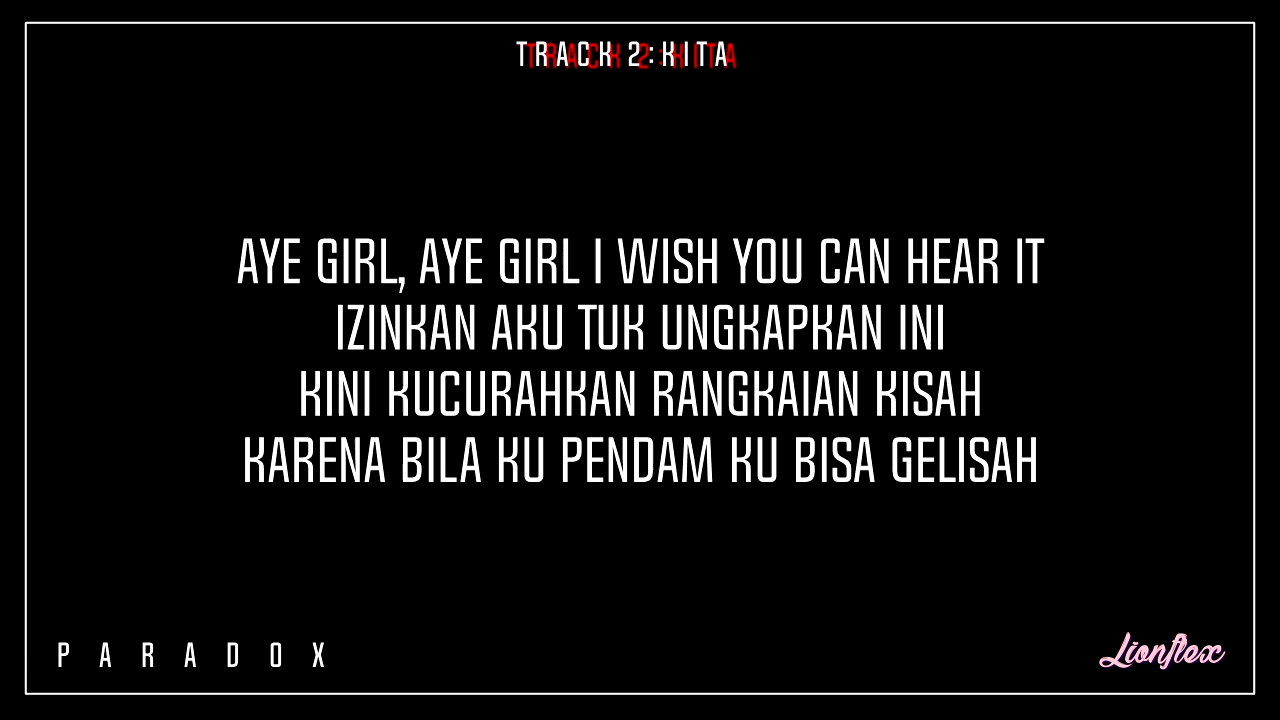 TRACK 2: KITA
AYE GIRL, AYE GIRL I WISH YOU CAN HEAR IT
IZINKAN AKU TUK UNGKAPKAN INI
KINI KUCURAHKAN RANGKAIAN KISAH
KARENA BILA KU PENDAM KU BISA GELISAH
PARADOX
Lionflex